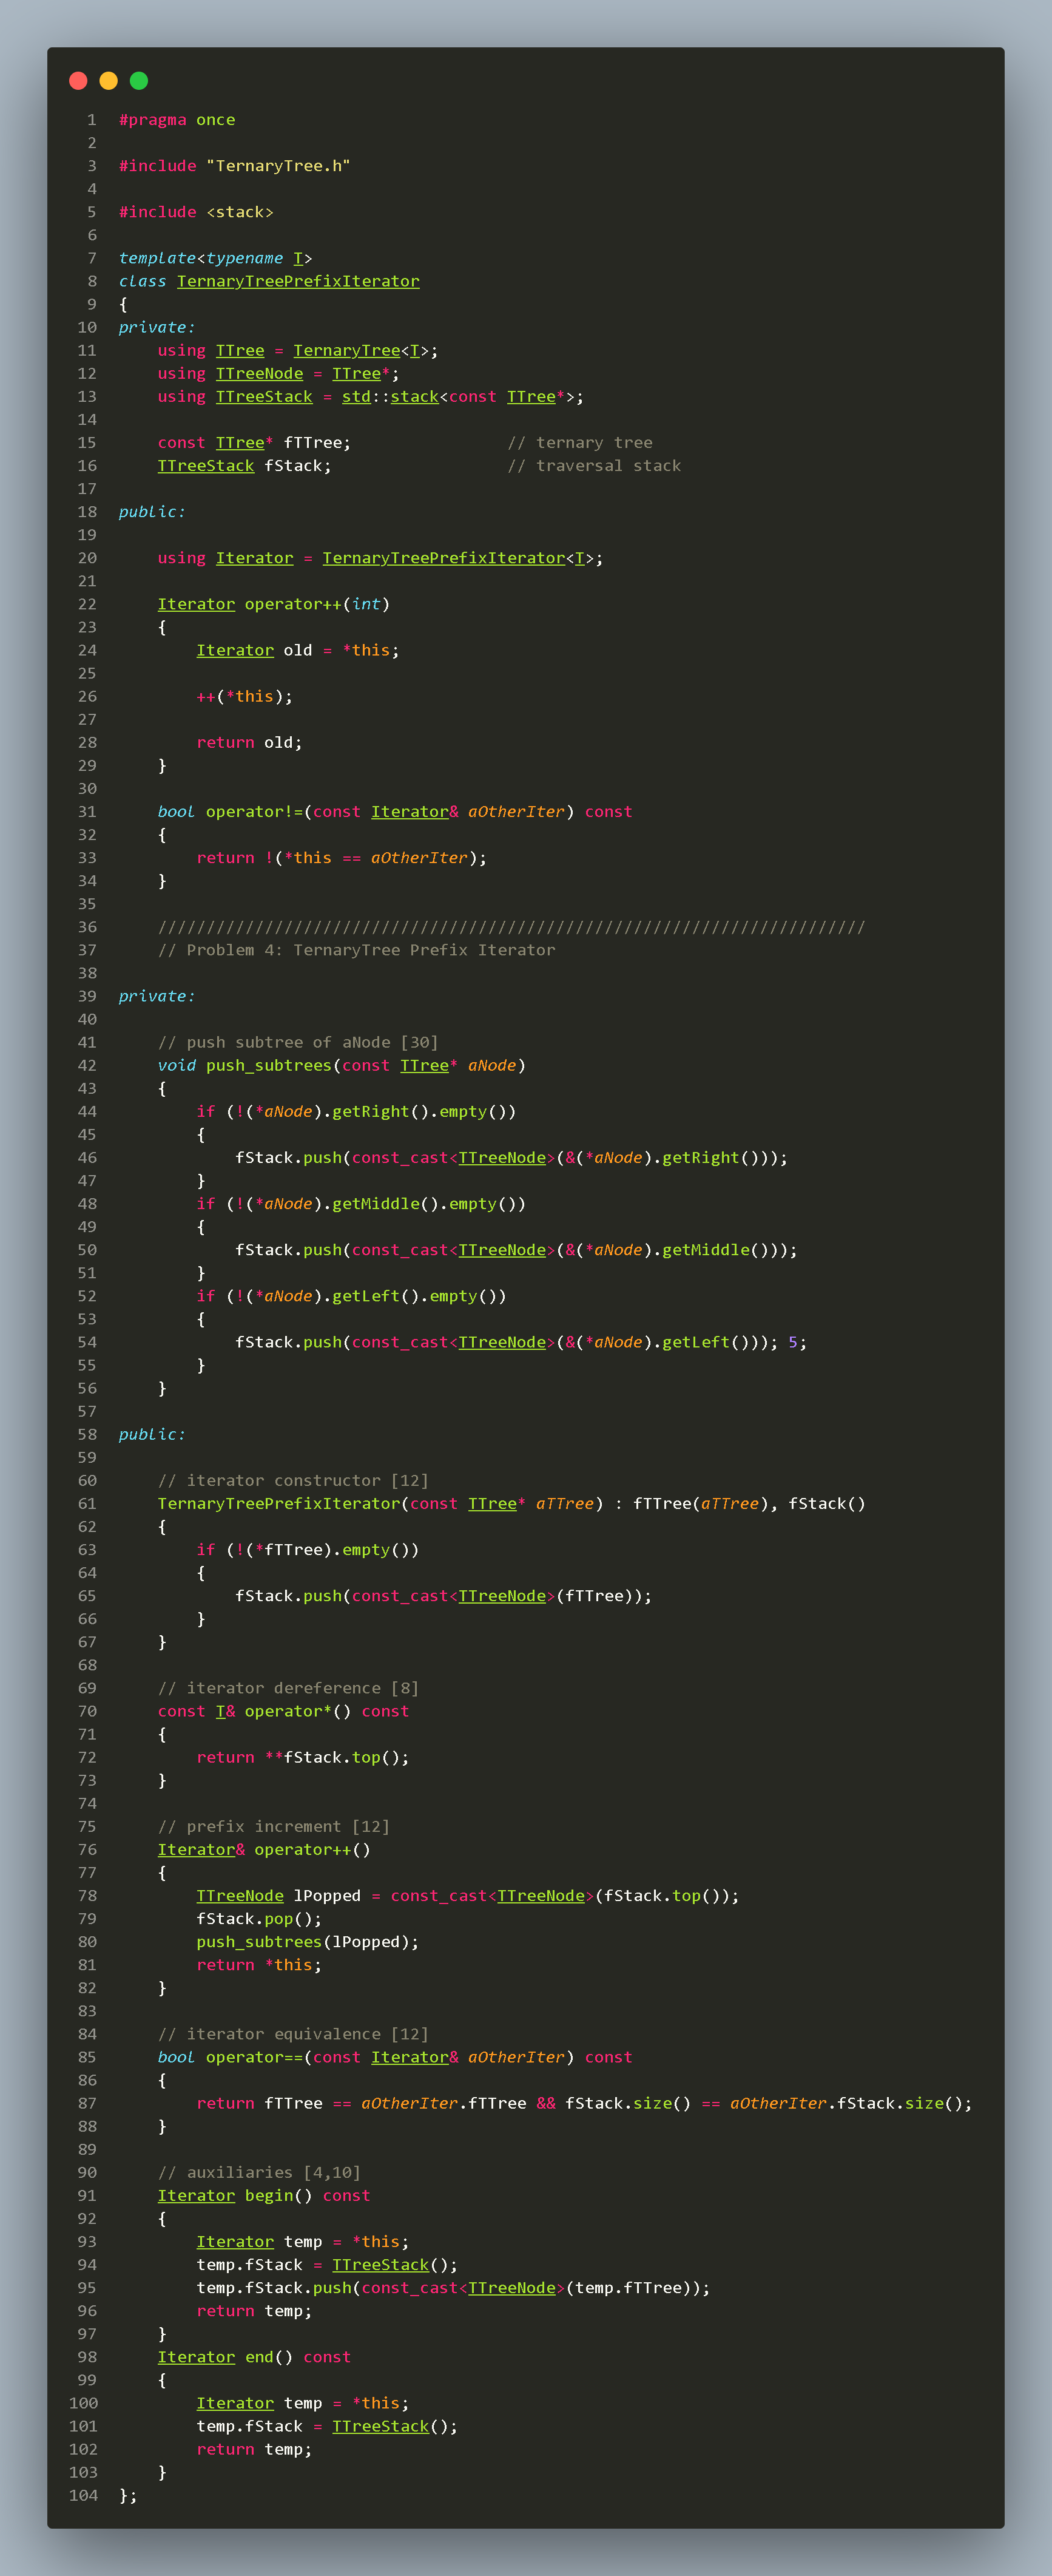 1 #pragma once
2
3 #include "TernaryTree.h"
4
5 #include <stack>
6
7 template<typename T>
8 class TernaryTreePrefixIterator
9 {
10 private:
11     using TTree = TernaryTree<T>;
12     using TTreeNode = TTree*;
13     using TTreeStack = std::stack<const TTree*>;
14
15     const TTree* fTTree;                // ternary tree
16     TTreeStack fStack;                  // traversal stack
17
18 public:
19
20     using Iterator = TernaryTreePrefixIterator<T>;
21
22     Iterator operator++(int)
23     {
24         Iterator old = *this;
25
26         ++(*this);
27
28         return old;
29     }
30
31     bool operator!=(const Iterator& aOtherIter) const
32     {
33         return !(*this == aOtherIter);
34     }
35
36     /////////////////////////////////////////////////////////////////////////
37     // Problem 4: TernaryTree Prefix Iterator
38
39 private:
40
41     // push subtree of aNode [30]
42     void push_subtrees(const TTree* aNode)
43     {
44         if (!(*aNode).getRight().empty())
45         {
46             fStack.push(const_cast<TTreeNode>(&(*aNode).getRight()));
47         }
48         if (!(*aNode).getMiddle().empty())
49         {
50             fStack.push(const_cast<TTreeNode>(&(*aNode).getMiddle()));
51         }
52         if (!(*aNode).getLeft().empty())
53         {
54             fStack.push(const_cast<TTreeNode>(&(*aNode).getLeft())); 5;
55         }
56     }
57
58 public:
59
60     // iterator constructor [12]
61     TernaryTreePrefixIterator(const TTree* aTTree) : fTTree(aTTree), fStack()
62     {
63         if (!(*fTTree).empty())
64         {
65             fStack.push(const_cast<TTreeNode>(fTTree));
66         }
67     }
68
69     // iterator dereference [8]
70     const T& operator*() const
71     {
72         return **fStack.top();
73     }
74
75     // prefix increment [12]
76     Iterator& operator++()
77     {
78         TTreeNode lPopped = const_cast<TTreeNode>(fStack.top());
79         fStack.pop();
80         push_subtrees(lPopped);
81         return *this;
82     }
83
84     // iterator equivalence [12]
85     bool operator==(const Iterator& aOtherIter) const
86     {
87         return fTTree == aOtherIter.fTTree && fStack.size() == aOtherIter.fStack.size();
88     }
89
90     // auxiliaries [4,10]
91     Iterator begin() const
92     {
93         Iterator temp = *this;
94         temp.fStack = TTreeStack();
95         temp.fStack.push(const_cast<TTreeNode>(temp.fTTree));
96         return temp;
97     }
98     Iterator end() const
99     {
100         Iterator temp = *this;
101         temp.fStack = TTreeStack();
102         return temp;
103     }
104 };